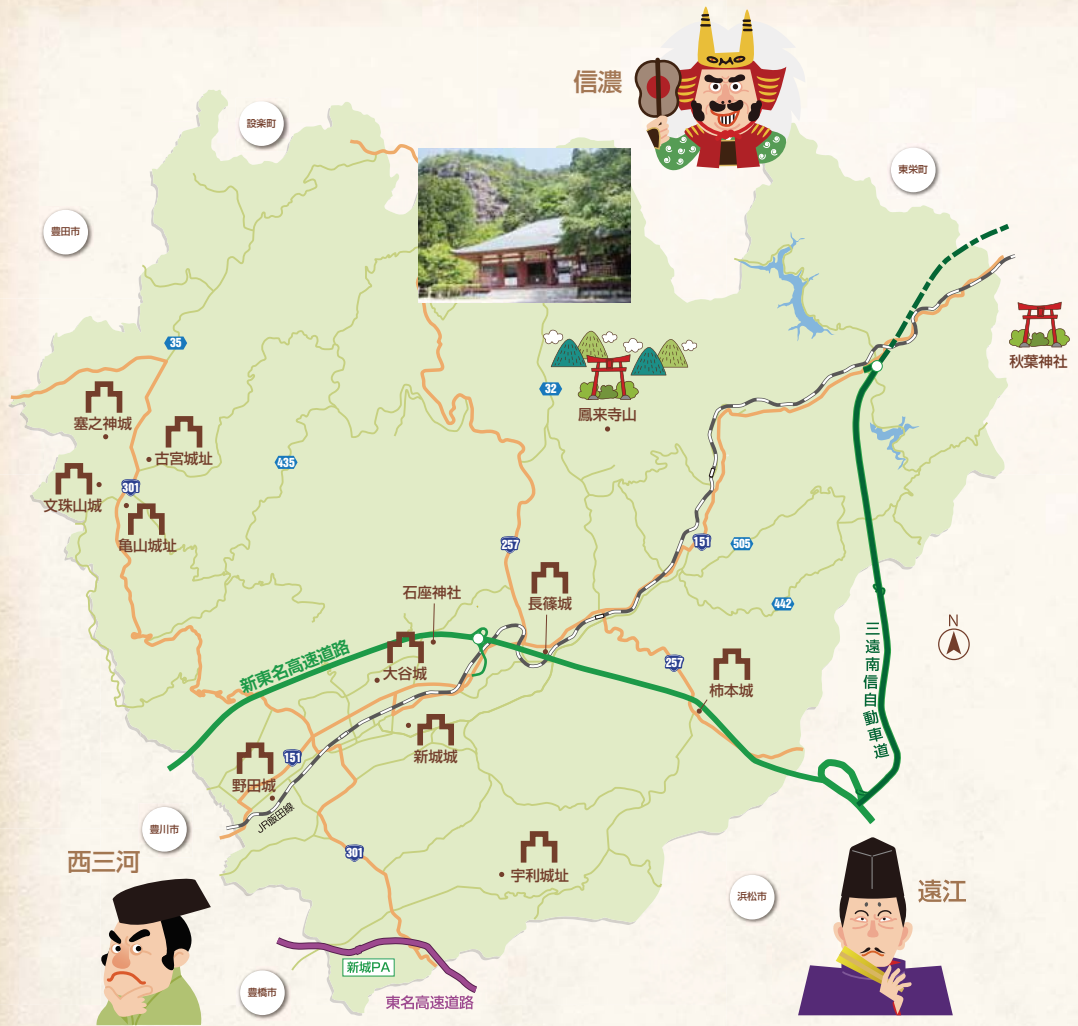 信濃
設楽町
東栄町
豊田市
秋葉神社
35
塞之神城
32
鳳来寺山
古宮城址
435
文珠山城
301
亀山城址
257
151
505
石座神社
長篠城
442
N
新東名高速道路
大谷城
257
柿本城
三遠南信自動車道
新城城
151
野田城
JR飯田線
豊川市
301
西三河
宇利城址
浜松市
遠江
新城PA
豊橋市
東名高速道路